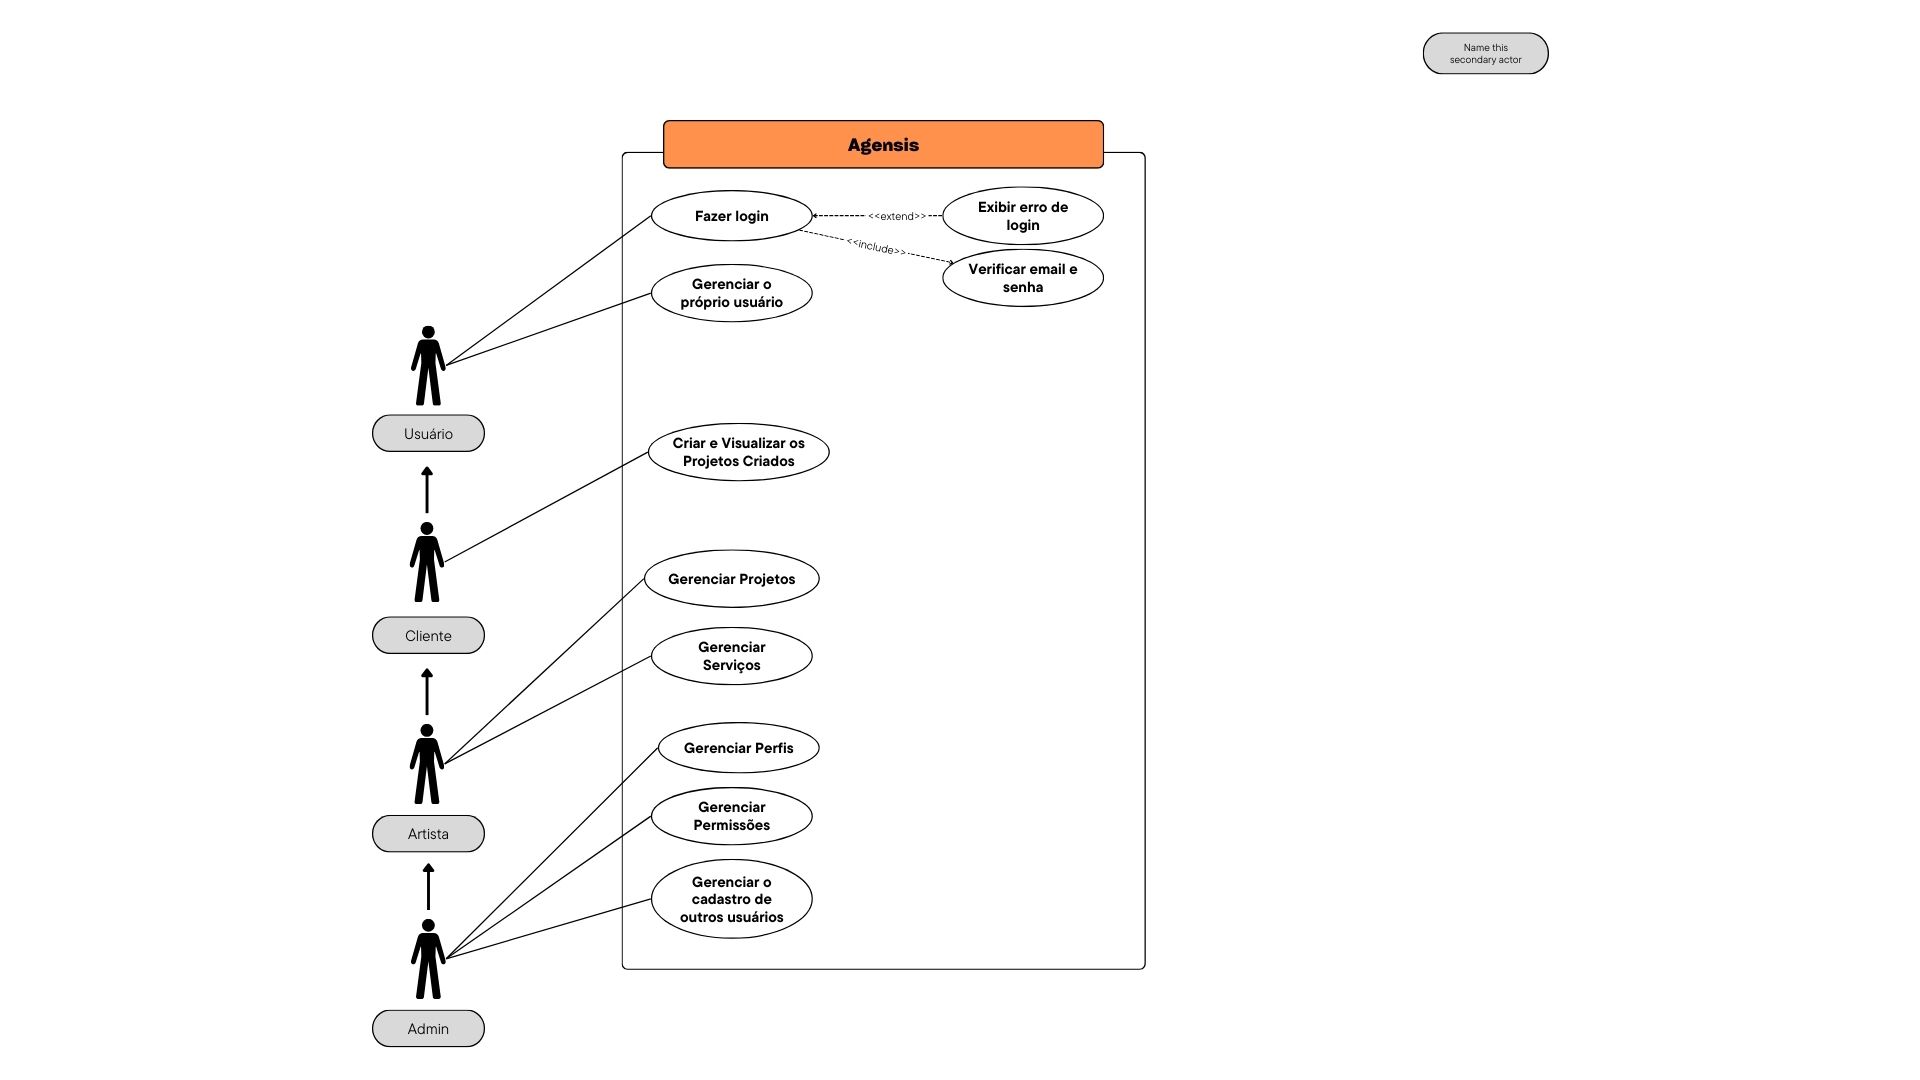 Name this
secondary actor
Agensis
Fazer login
<<extend>>
Exibir erro de
login
<<include>>
Verificar email e
senha
Gerenciar o
próprio usuário
Usuário
Criar e Visualizar os
Projetos Criados
Cliente
Gerenciar Projetos
Gerenciar
Serviços
Artista
Gerenciar Perfis
Gerenciar
Permissões
Gerenciar o
cadastro de
outros usuários
Admin